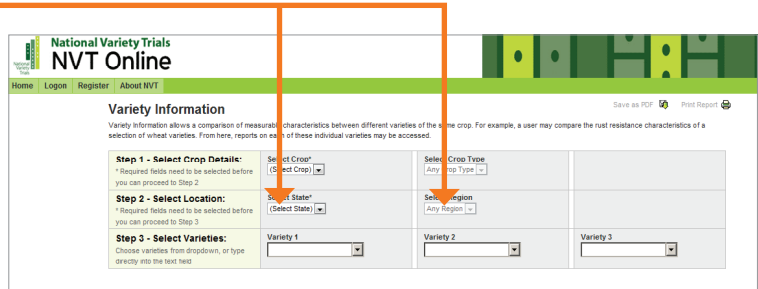 National Variety Trials
NVT Online
National
Variety
Trials
Home Logon Register About NVT
Variety Information
Save as PDF Print Report
Variety Information allows a comparison of measurable characteristics between different varieties of the same crop. For example, a user may compare the rust resistance characteristics of a
selection of wheat varieties. From here, reports on each of these individual varieties may be accessed.
Step 1 - Select Crop Details:
* Required fields need to be selected before
you can proceed to Step 2
Select Crop*
(Select Crop)
Select Crop Type
Any Crop Type
Step 2 - Select Location:
* Required fields need to be selected before
you can proceed to Step 3
Select State*
(Select State)
Select Region
Any Region
Step 3 - Select Varieties:
Choose varieties from dropdown, or type
directly into the text field
Variety 1
Variety 2
Variety 3